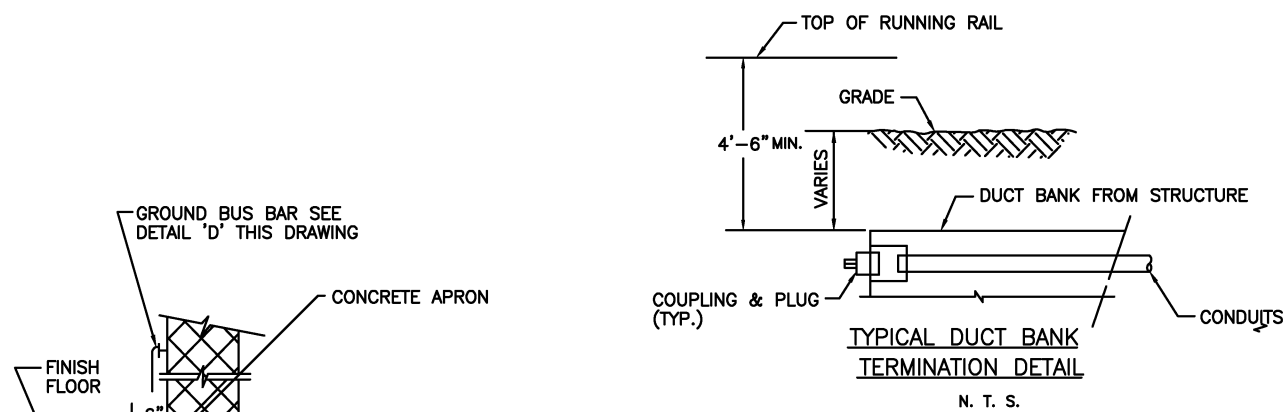 TOP OF RUNNING RAIL
GRADE
4'-6" MIN.
VARIES
DUCT BANK FROM STRUCTURE
COUPLING & PLUG
(TYP.)
CONDUITS
TYPICAL DUCT BANK
TERMINATION DETAIL
N. T. S.
GROUND BUS BAR SEE
DETAIL 'D' THIS DRAWING
CONCRETE APRON
FINISH
FLOOR